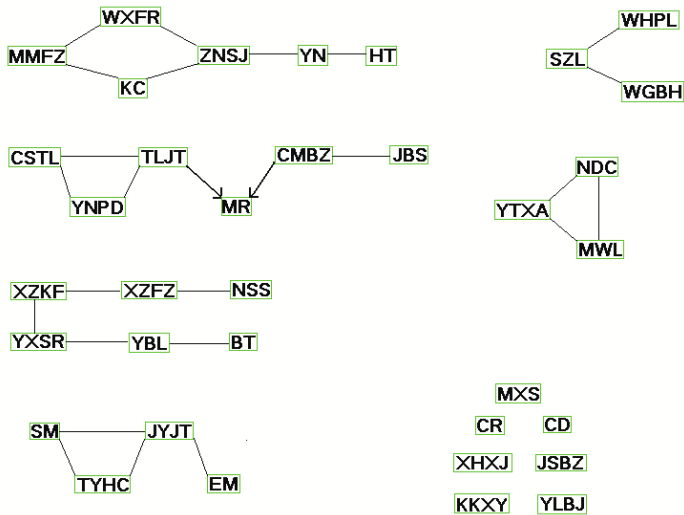 WXFR
WHPL
MMFZ ZNSJ YN HT
SZL
KC
WGBH
CSTL TLJT CMBZ JBS
NDC
YNPD MR
YTXA
MWL
XZKF XZFZ NSS
YXSR YBL BT
MXS
SM JYJT
CR CD
XHXJ JSBZ
TYHC EM
KKXY YLBJ